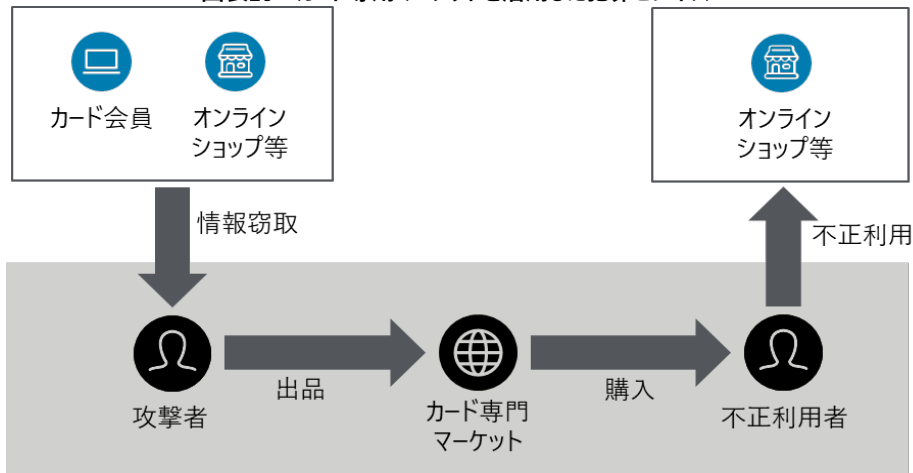 カード会員
オンライン
ショップ等
オンライン
ショップ等
情報窃取
不正利用
攻撃者
出品
カード専門
マーケット
購入
不正利用者